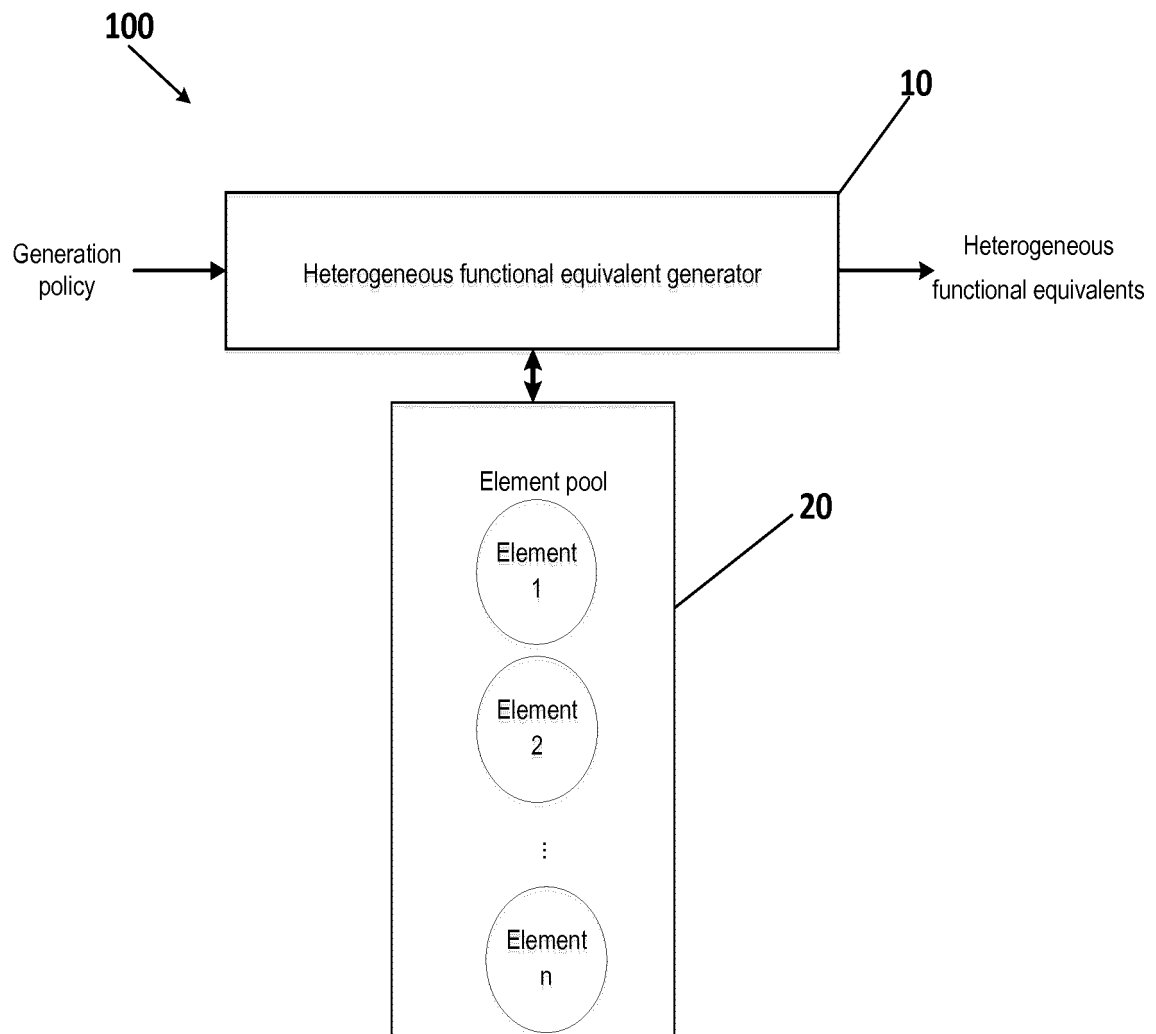 100
10
Generation
policy
Heterogeneous functional equivalent generator
Heterogeneous
functional equivalents
Element pool
20
Element
1
Element
2
...
Element
n